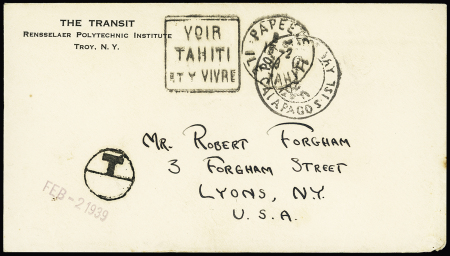 THE TRANSIT
RENSSELAER POLYTECHNIC INSTITUTE
TROY, N. Y.
VOIR
TAHITI
ET Y VIVRE
PAPEETE
TAHITI
GALAPAGOS ISL
MR. ROBERT FORGHAM
3 FORGHAM STREET
LYONS, N.Y.
U.S.A.
T
FEB -2 1939